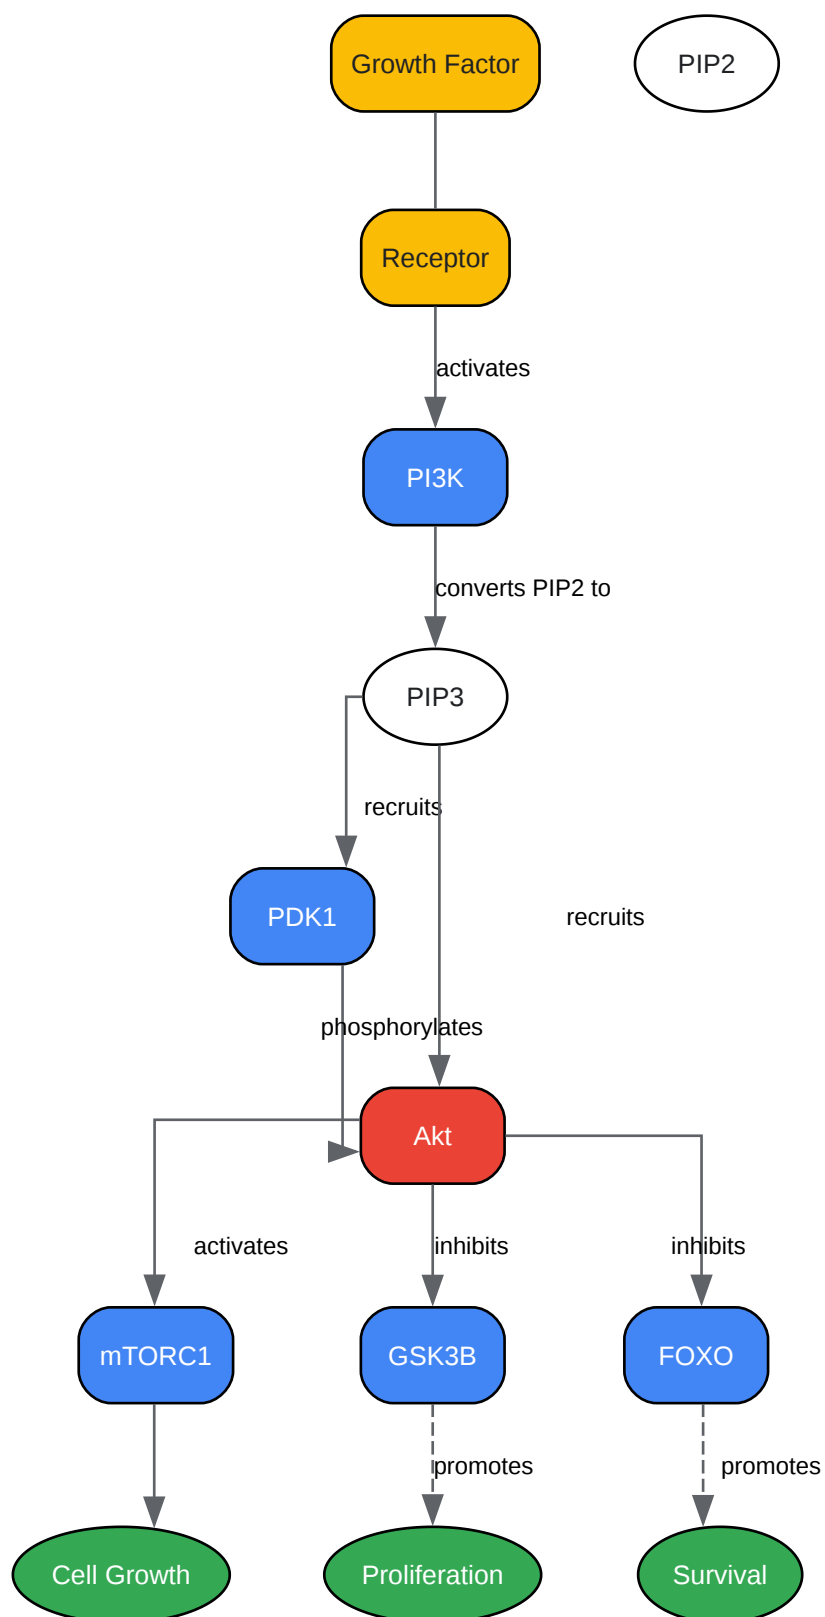 Growth Factor
PIP2
Receptor
activates
PI3K
converts PIP2 to
PIP3
recruits
PDK1
recruits
phosphorylates
Akt
activates
inhibits
inhibits
mTORC1
GSK3B
FOXO
promotes
promotes
Cell Growth
Proliferation
Survival